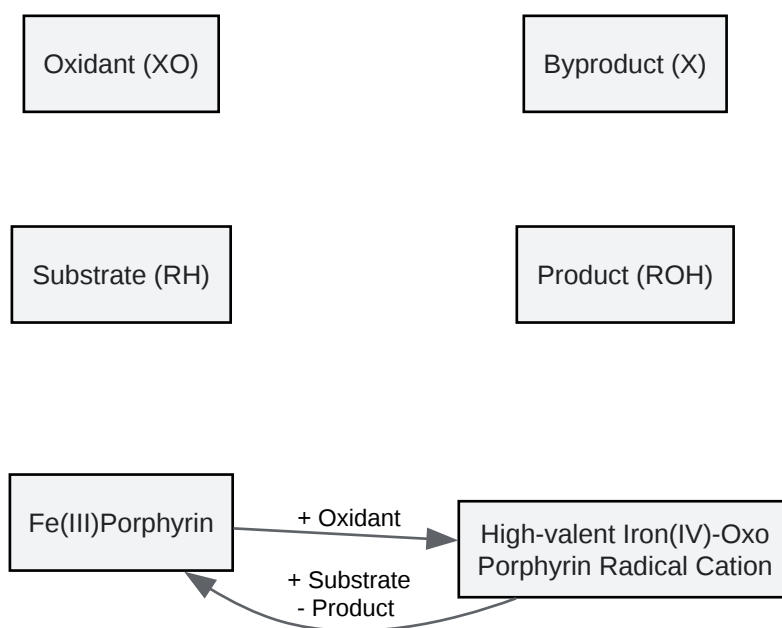 Oxidant (XO)
Byproduct (X)
Substrate (RH)
Product (ROH)
Fe(III)Porphyrin
+ Oxidant
High-valent Iron(IV)-Oxo
Porphyrin Radical Cation
+ Substrate
- Product